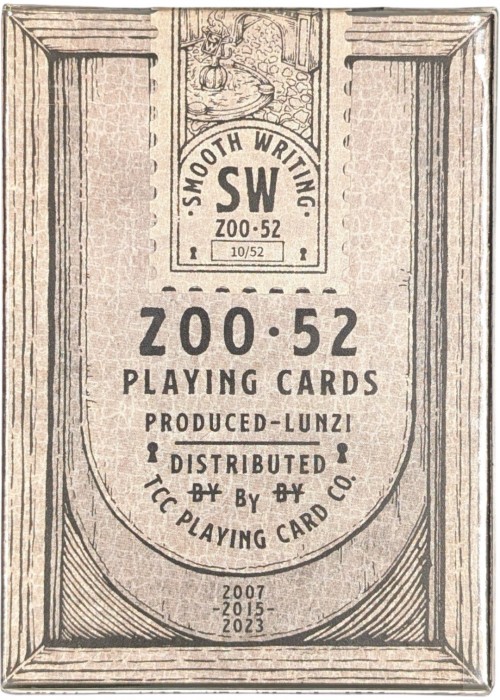 ·SMOOTH WRITING·
SW
ZOO·52
10/52
ZOO·52
PLAYING CARDS
PRODUCED-LUNZI
DISTRIBUTED
BY BY BY
TCC PLAYING CARD CO.
2007
-2015-
2023